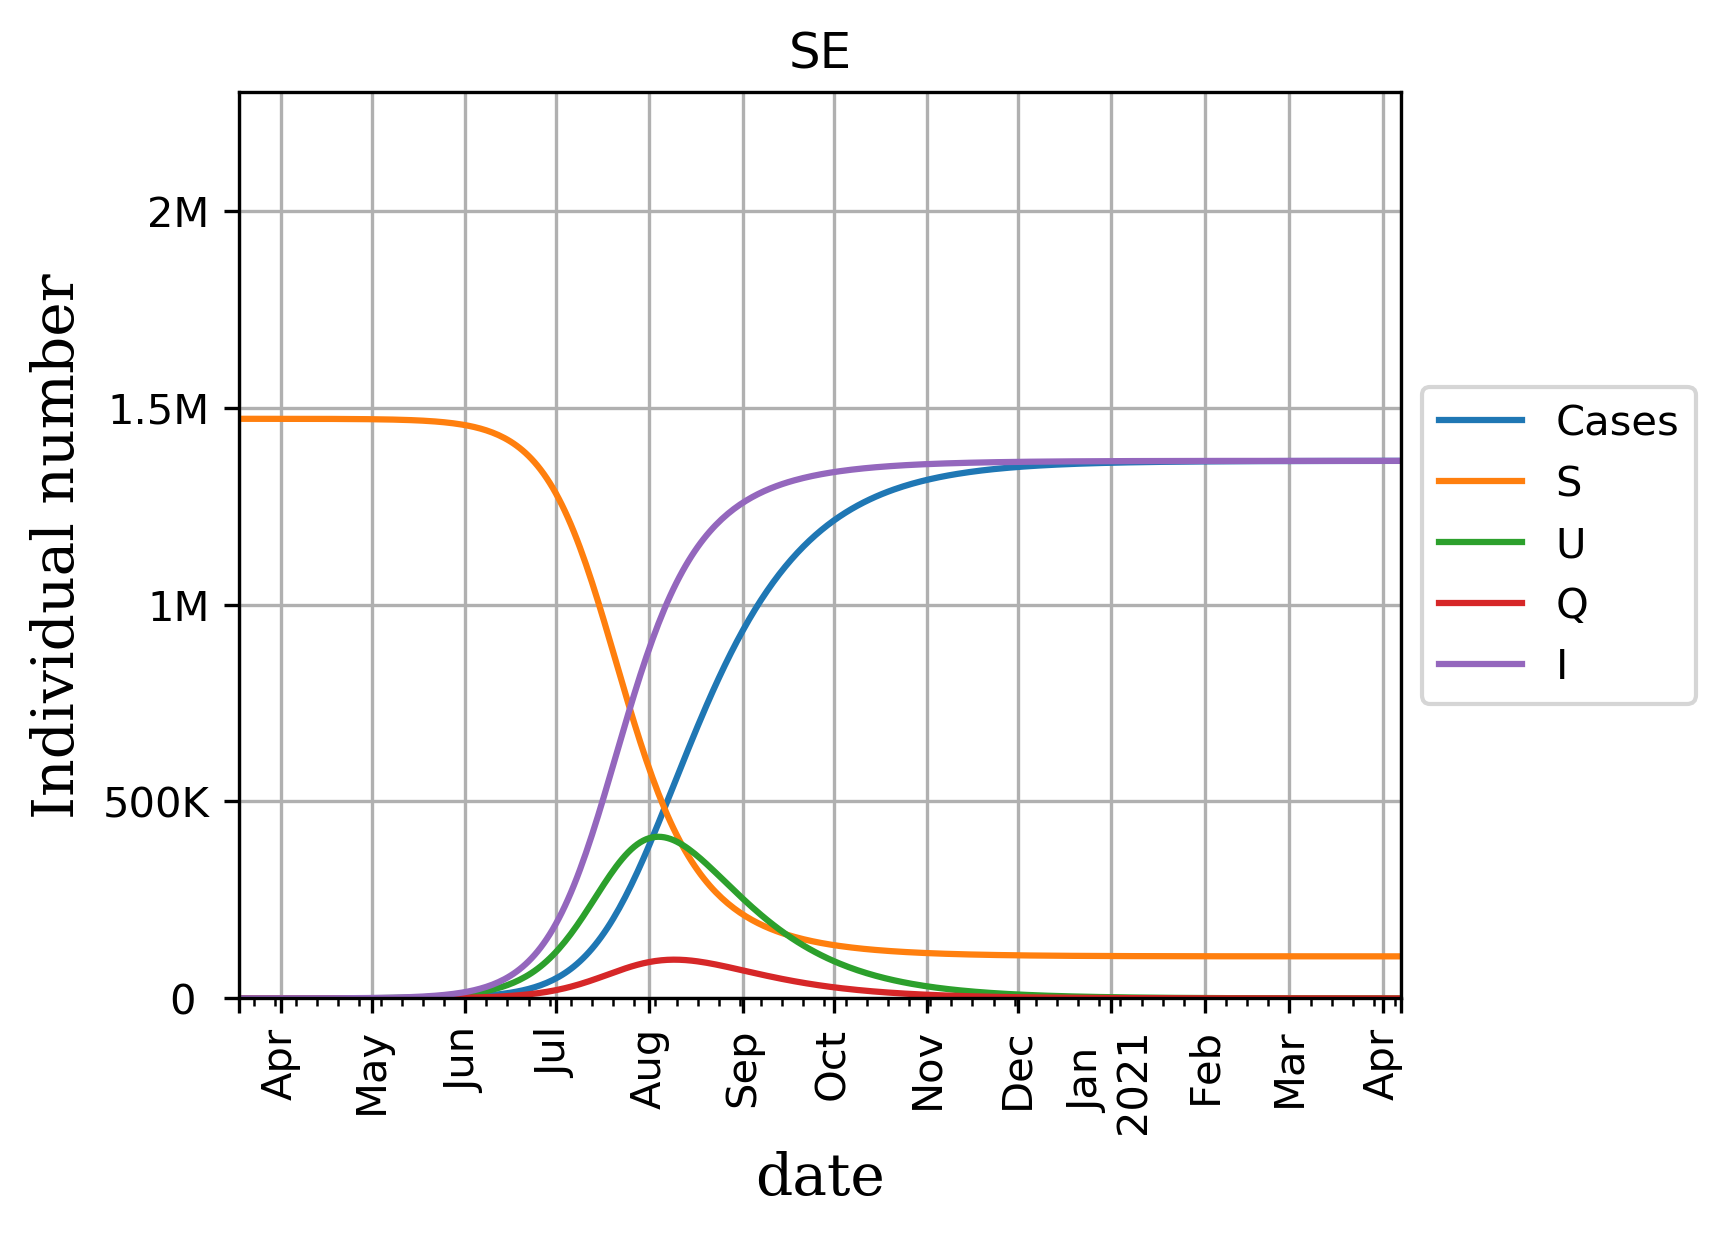 SE
Individual number
2M
1.5M
1M
500K
0
Apr
May
Jun
Jul
Aug
Sep
Oct
Nov
Dec
Jan
2021
Feb
Mar
Apr
date
Cases
S
U
Q
I